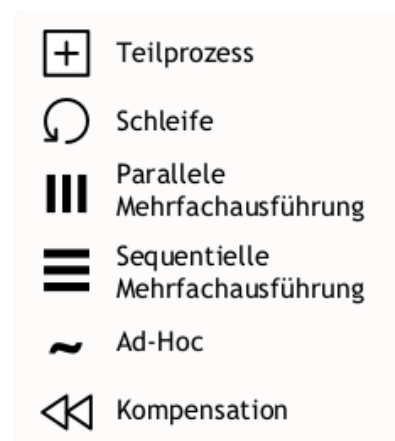 Teilprozess
Schleife
Parallele
Mehrfachausführung
Sequentielle
Mehrfachausführung
Ad-Hoc
Kompensation